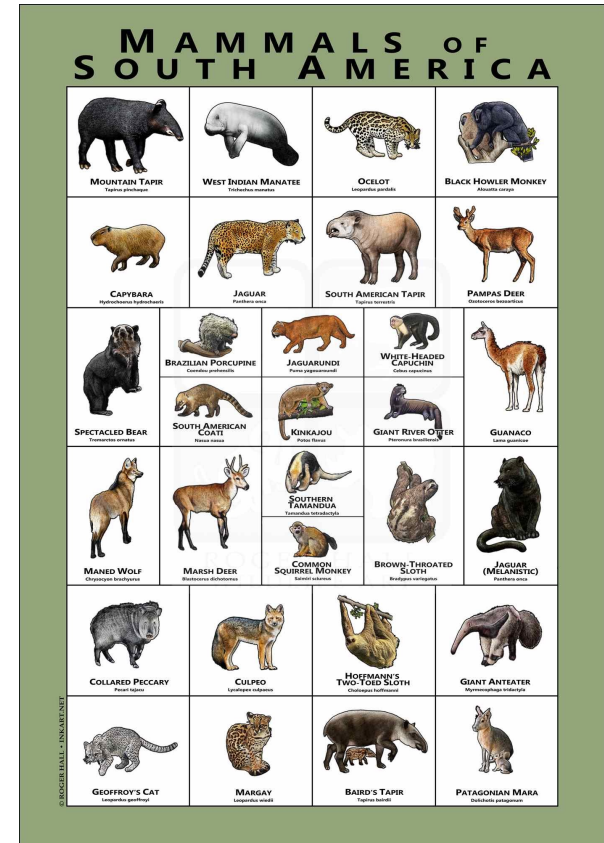 MAMMALS OF
SOUTH AMERICA
MOUNTAIN TAPIR
Tapirus pinchaque
WEST INDIAN MANATEE
Trichechus manatus
OCELOT
Leopardus pardalis
BLACK HOWLER MONKEY
Alouatta caraya
CAPYBARA
Hydrochoerus hydrochaeris
JAGUAR
Panthera onca
SOUTH AMERICAN TAPIR
Tapirus terrestris
PAMPAS DEER
Ozotoceros bezoarticus
SPECTACLED BEAR
Tremarctos ornatus
BRAZILIAN PORCUPINE
Coendou prehensilis
JAGUARUNDI
Puma yagouaroundi
WHITE-HEADED
CAPUCHIN
Cebus capucinus
SOUTH AMERICAN
COATI
Nasua nasua
KINKAJOU
Potos flavus
GIANT RIVER OTTER
Pteronura brasiliensis
GUANACO
Lama guanicoe
MANED WOLF
Chrysocyon brachyurus
MARSH DEER
Blastocerus dichotomus
SOUTHERN
TAMANDUA
Tamandua tetradactyla
COMMON
SQUIRREL MONKEY
Saimiri sciureus
BROWN-THROATED
SLOTH
Bradypus variegatus
JAGUAR
(MELANISTIC)
Panthera onca
COLLARED PECCARY
Pecari tajacu
CULPEO
Lycalopex culpaeus
HOFFMANN'S
TWO-TOED SLOTH
Choloepus hoffmanni
GIANT ANTEATER
Myrmecophaga tridactyla
GEOFFROY'S CAT
Leopardus geoffroyi
MARGAY
Leopardus wiedii
BAIRD'S TAPIR
Tapirus bairdii
PATAGONIAN MARA
Dolichotis patagonum
© ROGER HALL • INKART.NET
ROGER HALL